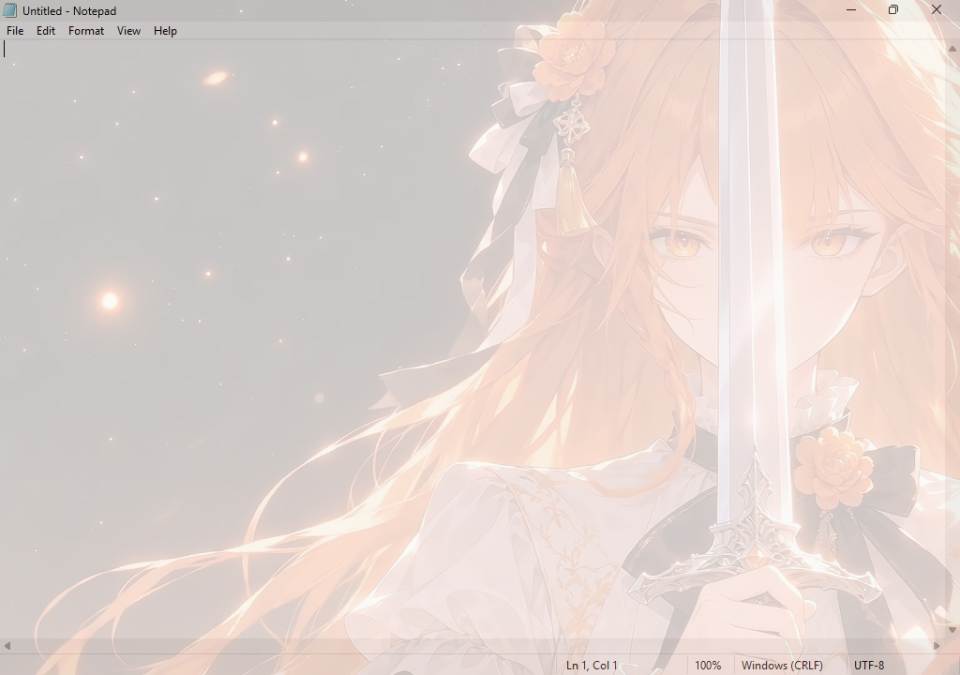 Untitled - Notepad
File Edit Format View Help
Ln 1, Col 1 100% Windows (CRLF) UTF-8